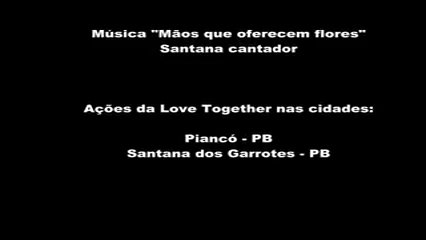 Música "Mãos que oferecem flores"
Santana cantador
Ações da Love Together nas cidades:
Piancó - PB
Santana dos Garrotes - PB